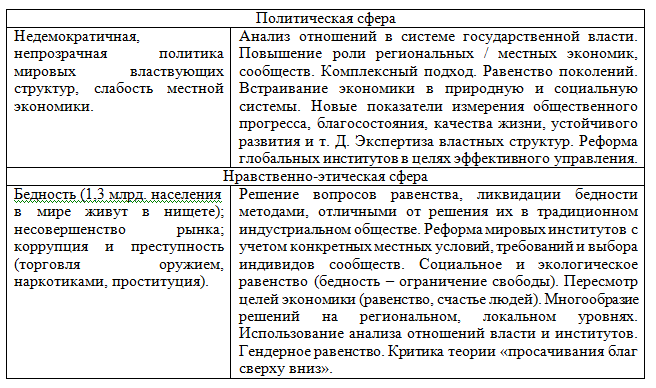 Политическая сфера
Недемократичная,
непрозрачная политика
мировых властвующих
структур, слабость местной
экономики.
Анализ отношений в системе государственной власти.
Повышение роли региональных / местных экономик,
сообществ. Комплексный подход. Равенство поколений.
Встраивание экономики в природную и социальную
системы. Новые показатели измерения общественного
прогресса, благосостояния, качества жизни, устойчивого
развития и т. Д. Экспертиза властных структур. Реформа
глобальных институтов в целях эффективного управления.
Нравственно-этическая сфера
Бедность (1,3 млрд. населения
в мире живут в нищете);
несовершенство рынка;
коррупция и преступность
(торговля оружием,
наркотиками, проституция).
Решение вопросов равенства, ликвидации бедности
методами, отличными от решения их в традиционном
индустриальном обществе. Реформа мировых институтов с
учетом конкретных местных условий, требований и выбора
индивидов сообществ. Социальное и экологическое
равенство (бедность – ограничение свободы). Пересмотр
целей экономики (равенство, счастье людей). Многообразие
решений на региональном, локальном уровнях.
Использование анализа отношений власти и институтов.
Гендерное равенство. Критика теории «просачивания благ
сверху вниз».